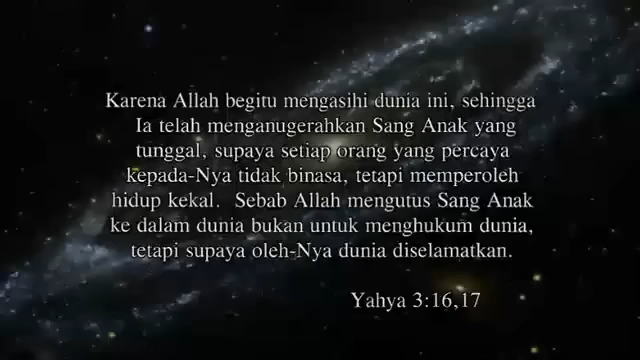 Karena Allah begitu mengasihi dunia ini, sehingga
Ia telah menganugerahkan Sang Anak yang
tunggal, supaya setiap orang yang percaya
kepada-Nya tidak binasa, tetapi memperoleh
hidup kekal. Sebab Allah mengutus Sang Anak
ke dalam dunia bukan untuk menghukum dunia,
tetapi supaya oleh-Nya dunia diselamatkan.
Yahya 3:16,17